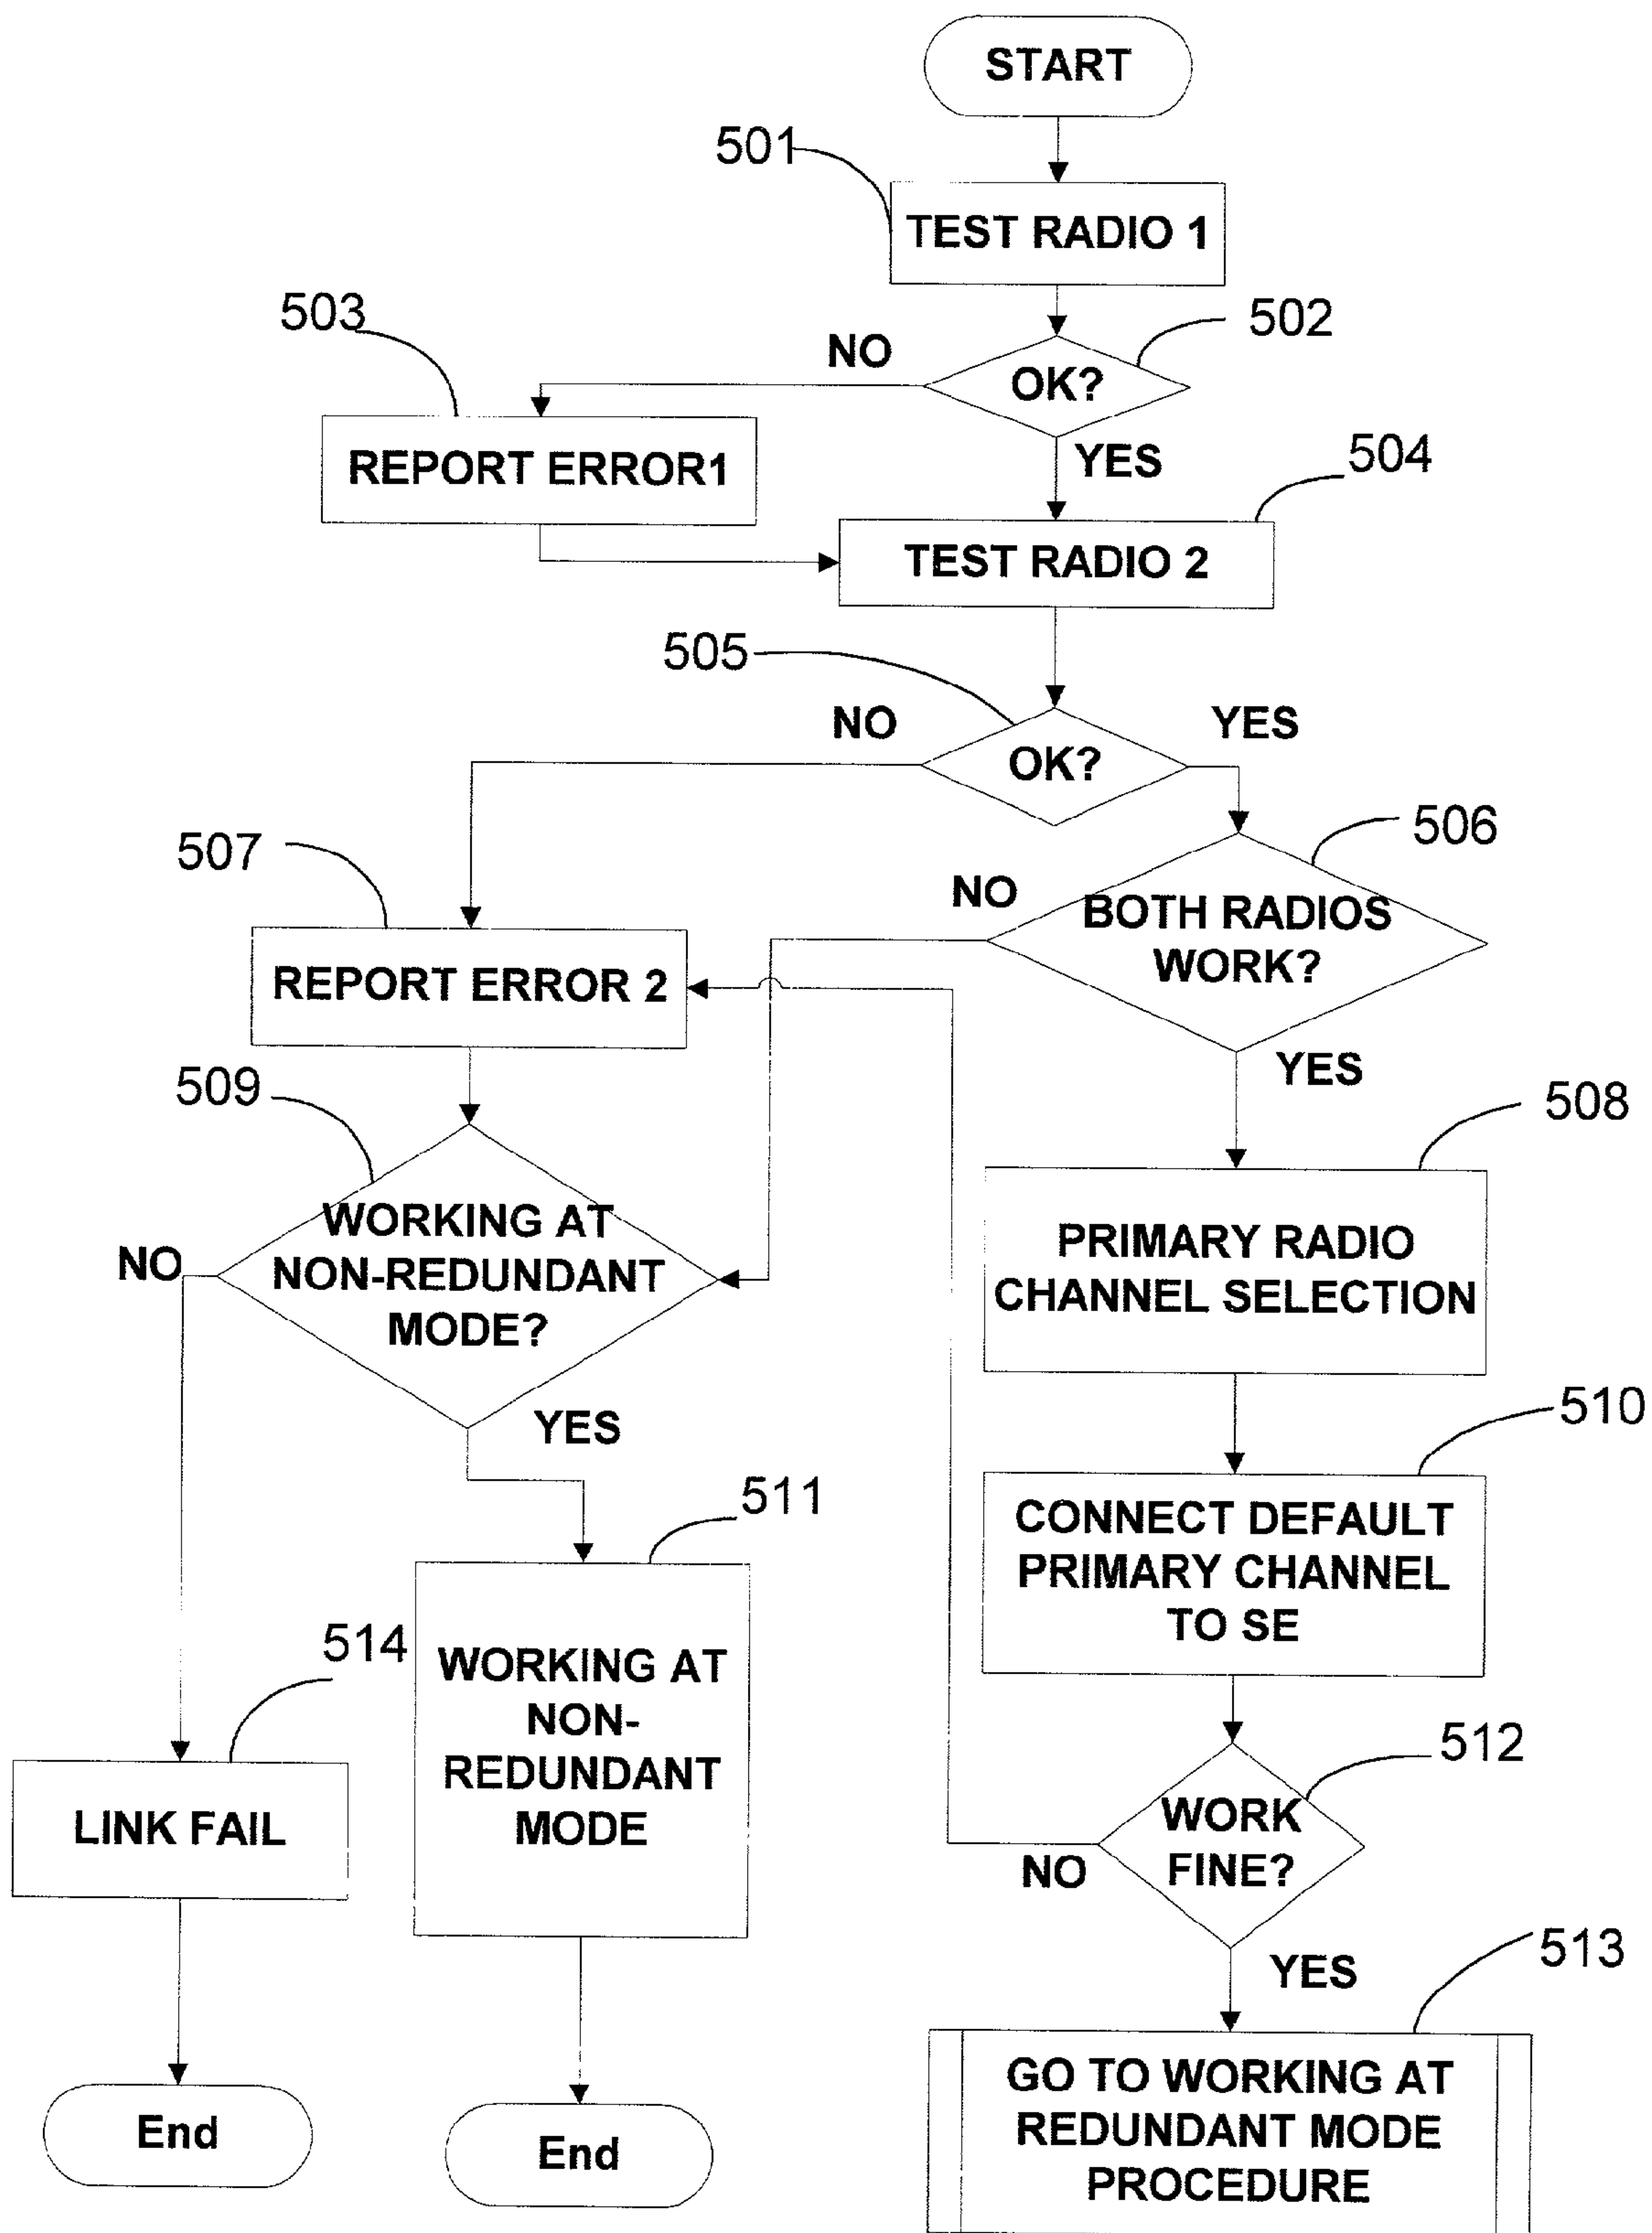 START
501
TEST RADIO 1
503
502
NO
OK?
REPORT ERROR1
YES
504
TEST RADIO 2
505
NO
YES
OK?
506
507
NO
BOTH RADIOS
WORK?
REPORT ERROR 2
YES
509
508
WORKING AT
NON-REDUNDANT
MODE?
NO
PRIMARY RADIO
CHANNEL SELECTION
YES
510
511
CONNECT DEFAULT
PRIMARY CHANNEL
TO SE
514
WORKING AT
NON-
REDUNDANT
MODE
512
LINK FAIL
WORK
FINE?
NO
513
YES
End
End
GO TO WORKING AT
REDUNDANT MODE
PROCEDURE